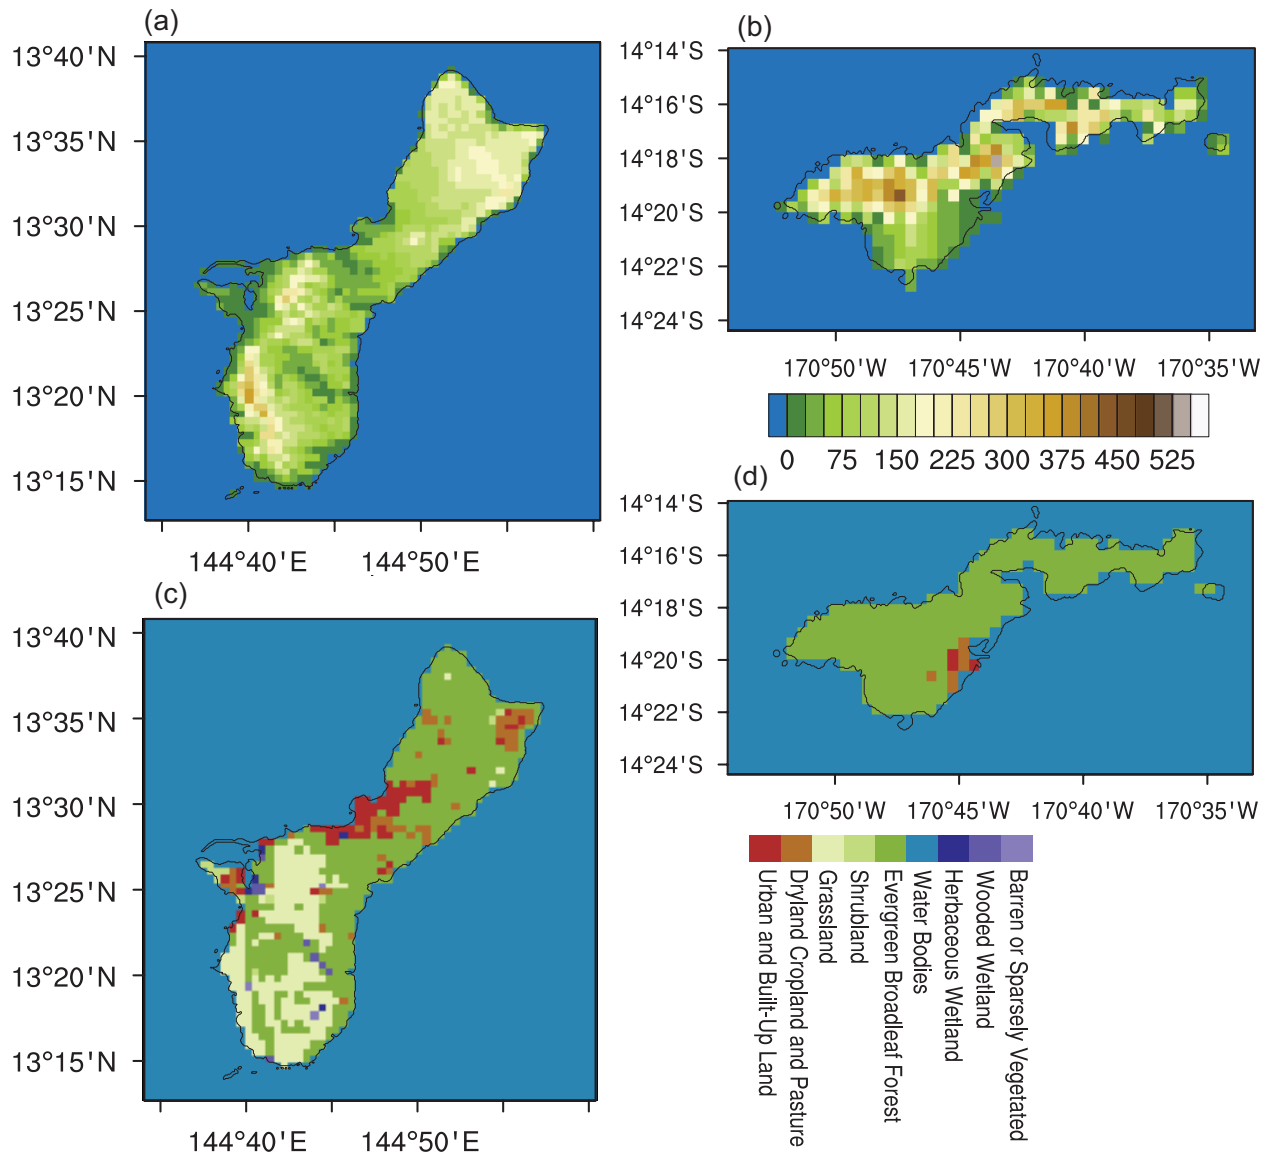 (a)
13°40'N
13°35'N
13°30'N
13°25'N
13°20'N
13°15'N
144°40'E 144°50'E
(b)
14°14'S
14°16'S
14°18'S
14°20'S
14°22'S
14°24'S
170°50'W 170°45'W 170°40'W 170°35'W
0 75 150 225 300 375 450 525
(c)
13°40'N
13°35'N
13°30'N
13°25'N
13°20'N
13°15'N
144°40'E 144°50'E
(d)
14°14'S
14°16'S
14°18'S
14°20'S
14°22'S
14°24'S
170°50'W 170°45'W 170°40'W 170°35'W
Urban and Built-Up Land
Dryland Cropland and Pasture
Grassland
Shrubland
Evergreen Broadleaf Forest
Water Bodies
Herbaceous Wetland
Wooded Wetland
Barren or Sparsely Vegetated